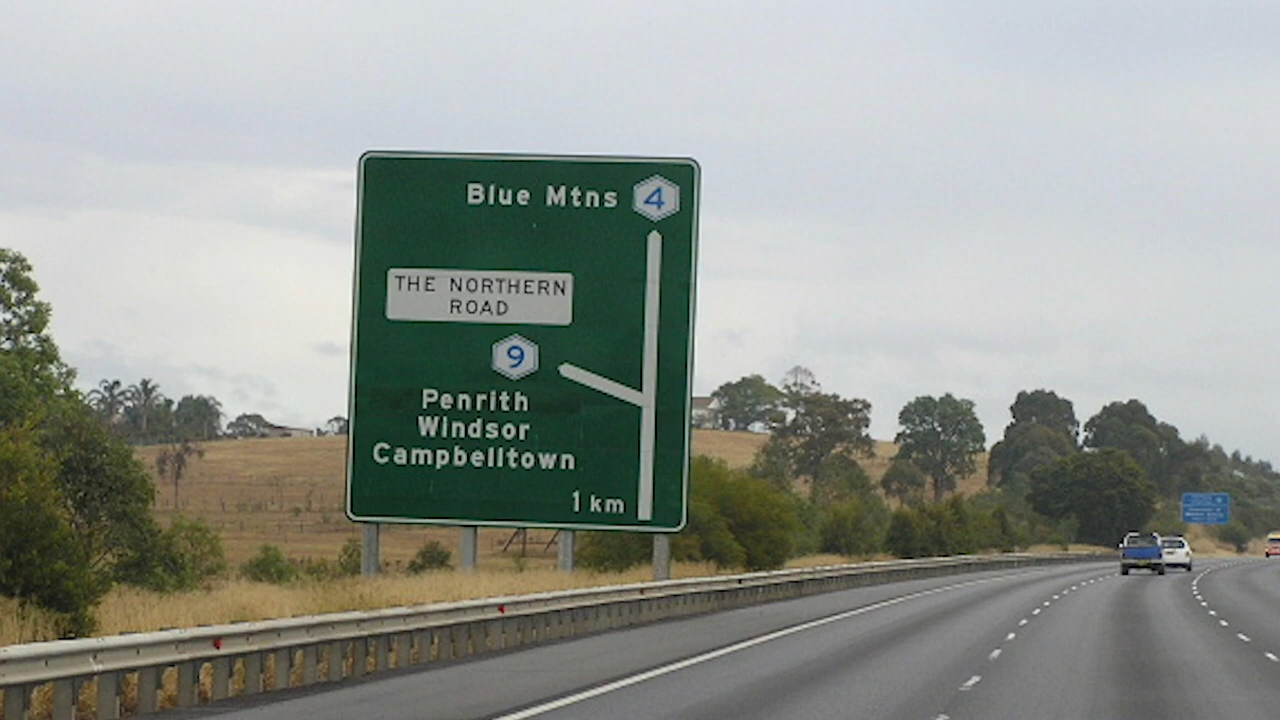 Blue Mtns 4
THE NORTHERN
ROAD
9
Penrith
Windsor
Campbelltown
1 km